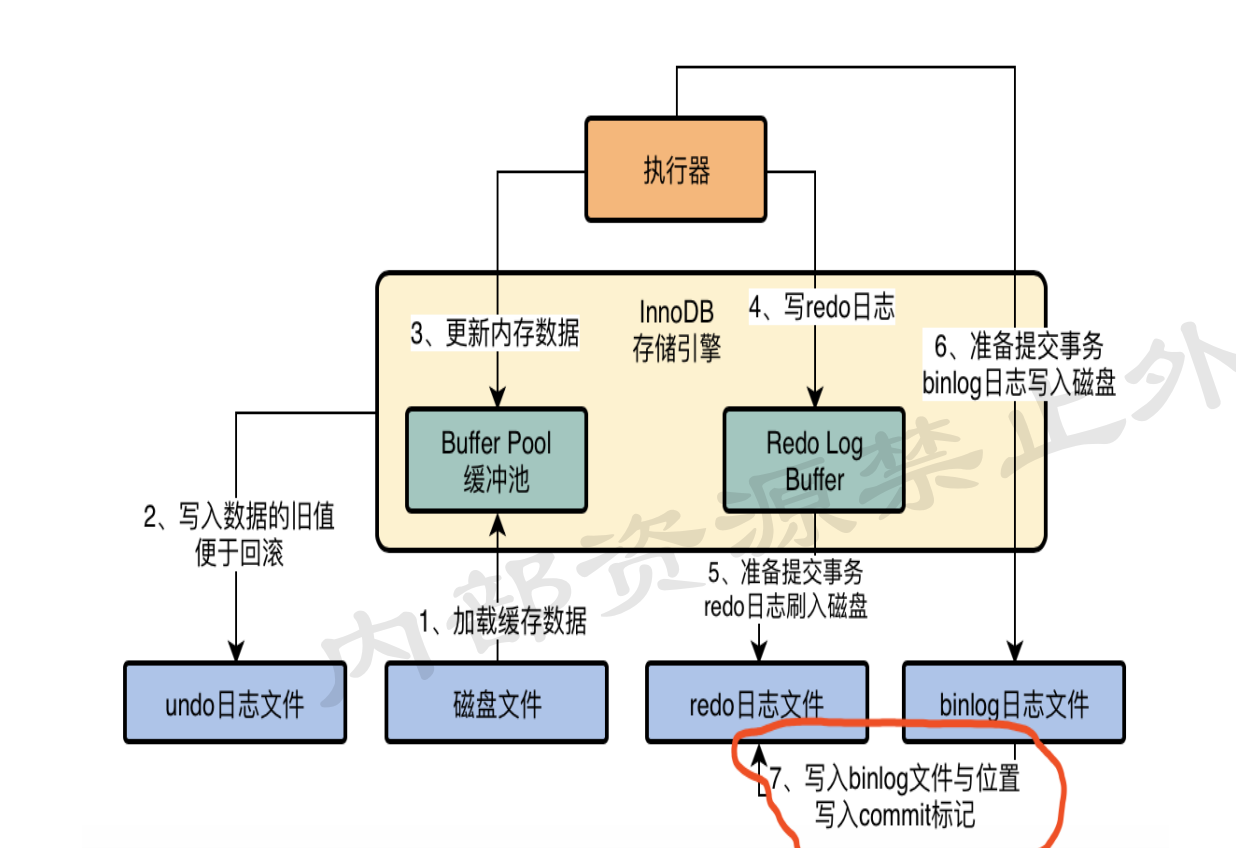 执行器
InnoDB
存储引擎
3、更新内存数据
4、写redo日志
6、准备提交事务
binlog日志写入磁盘
Buffer Pool
缓冲池
Redo Log
Buffer
2、写入数据的旧值
便于回滚
1、加载缓存数据
5、准备提交事务
redo日志刷入磁盘
undo日志文件
磁盘文件
redo日志文件
binlog日志文件
7、写入binlog文件与位置
写入commit标记
内部资源禁止外